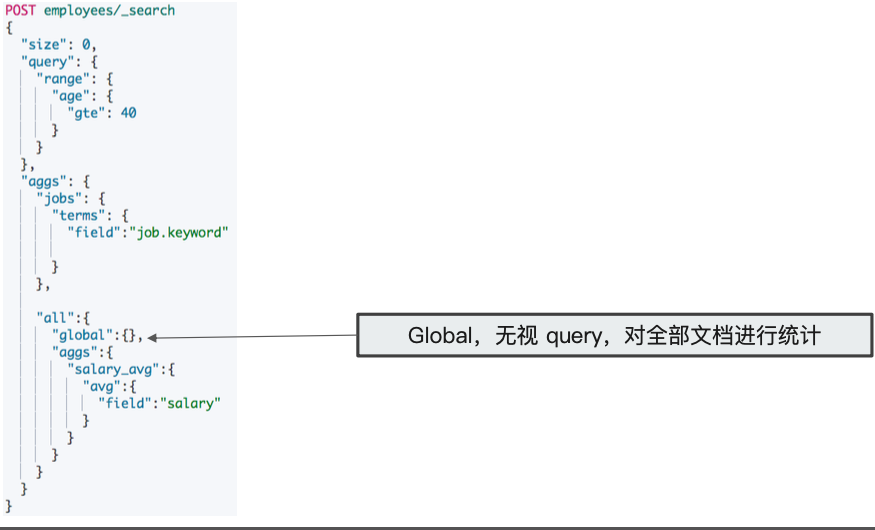 POST employees/_search
{
  "size": 0,
  "query": {
    "range": {
      "age": {
        "gte": 40
      }
    }
  },
  "aggs": {
    "jobs": {
      "terms": {
        "field":"job.keyword"
      }
    },
    "all":{
      "global":{},
      "aggs":{
        "salary_avg":{
          "avg":{
            "field":"salary"
          }
        }
      }
    }
  }
}
Global，无视 query，对全部文档进行统计